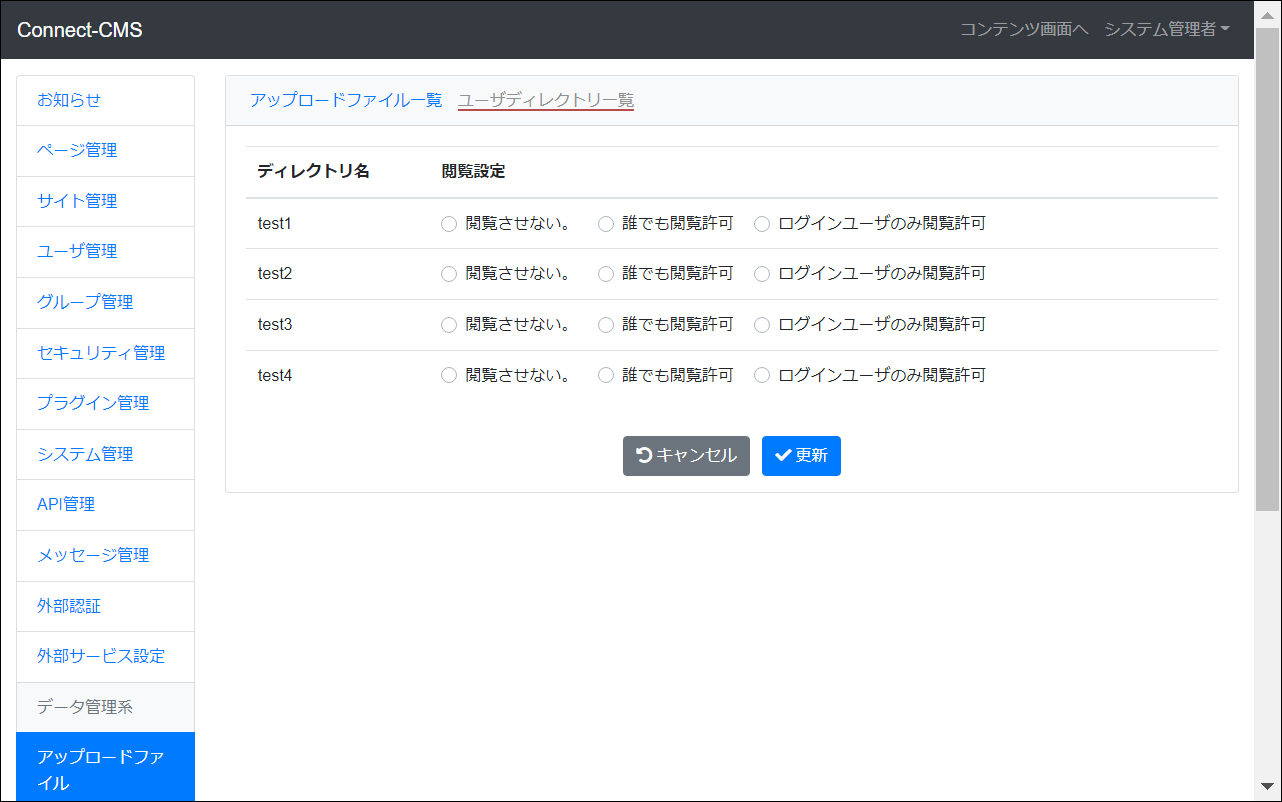 Connect-CMS
コンテンツ画面へ システム管理者
お知らせ
ページ管理
サイト管理
ユーザ管理
グループ管理
セキュリティ管理
プラグイン管理
システム管理
API管理
メッセージ管理
外部認証
外部サービス設定
データ管理系
アップロードファ
イル
アップロードファイル一覧 ユーザディレクトリ一覧
ディレクトリ名 閲覧設定
test1 閲覧させない。 誰でも閲覧許可 ログインユーザのみ閲覧許可
test2 閲覧させない。 誰でも閲覧許可 ログインユーザのみ閲覧許可
test3 閲覧させない。 誰でも閲覧許可 ログインユーザのみ閲覧許可
test4 閲覧させない。 誰でも閲覧許可 ログインユーザのみ閲覧許可
キャンセル 更新